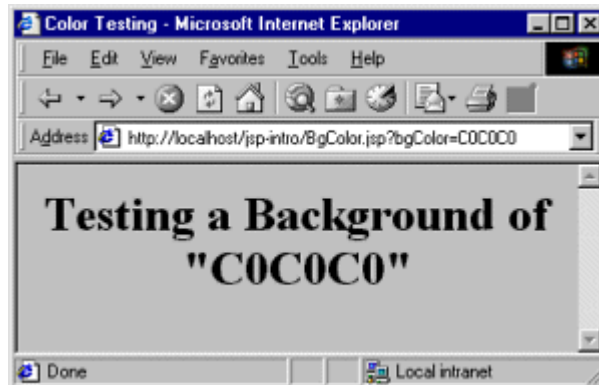 Color Testing - Microsoft Internet Explorer
File Edit View Favorites Tools Help
Address http://localhost/jsp-intro/BgColor.jsp?bgColor=C0C0C0
Testing a Background of
"C0C0C0"
Done Local intranet